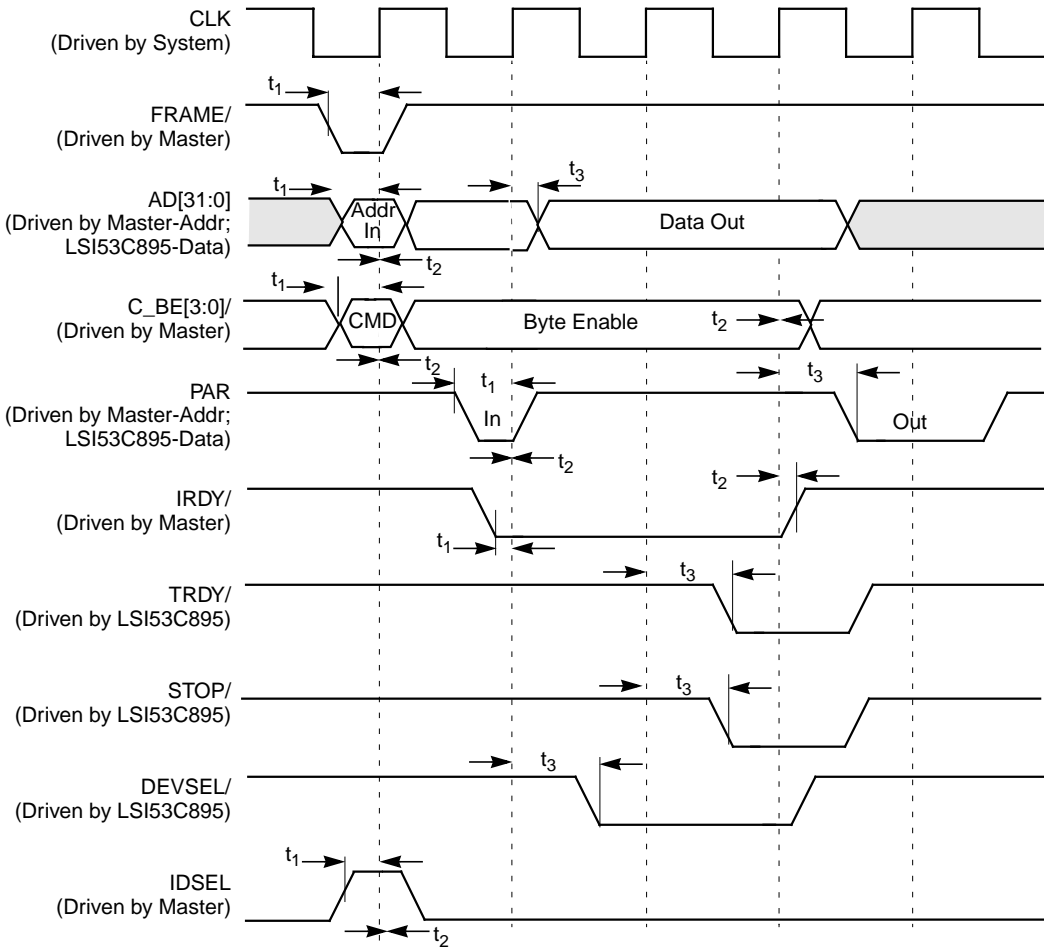 CLK
(Driven by System)
t1
FRAME/
(Driven by Master)
t3
t1
AD[31:0]
(Driven by Master-Addr;
LSI53C895-Data)
Addr
In
Data Out
t2
t1
C_BE[3:0]/
(Driven by Master)
CMD
Byte Enable
t2
t2
PAR
(Driven by Master-Addr;
LSI53C895-Data)
t1
In
t3
Out
t2
t2
IRDY/
(Driven by Master)
t1
TRDY/
(Driven by LSI53C895)
t3
STOP/
(Driven by LSI53C895)
t3
DEVSEL/
(Driven by LSI53C895)
t3
t1
IDSEL
(Driven by Master)
t2